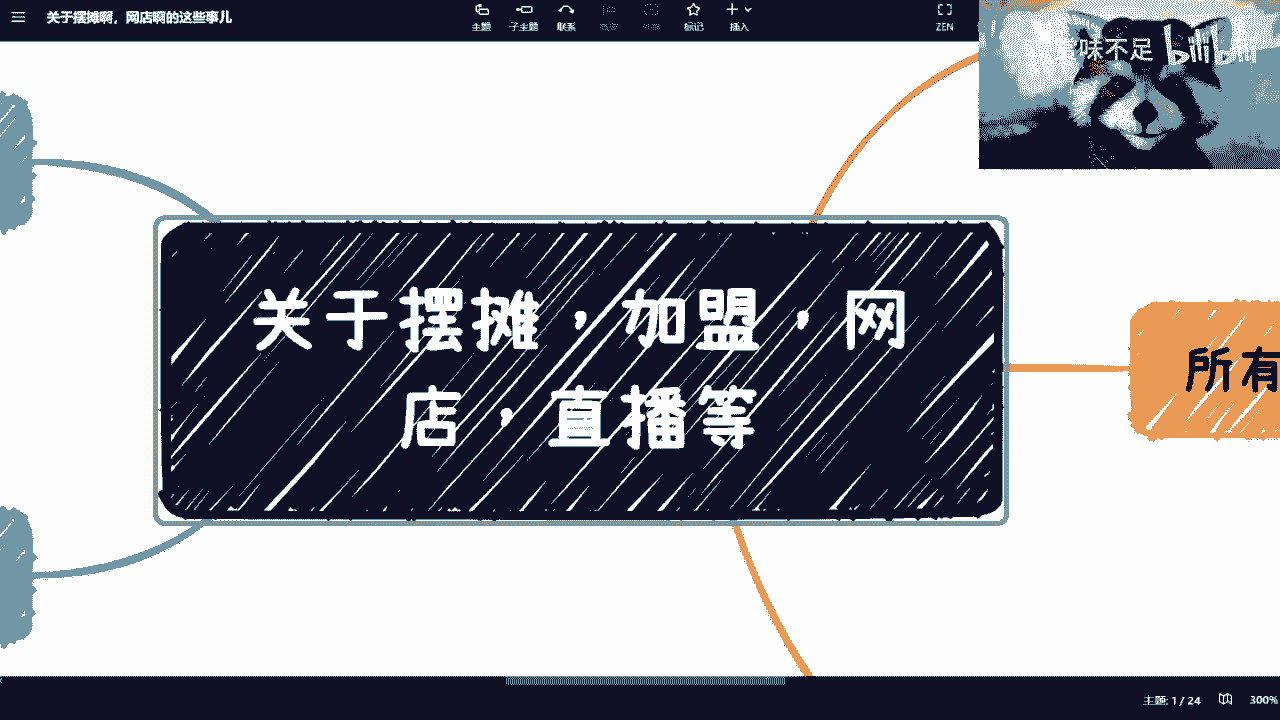 关于摆摊啊，网店啊的这些事儿
主题 子主题 联系 标记 插入 ZEN
味不足 bilibili
关于摆摊，加盟，网
店，直播等
所有
主题: 1 / 24 300%